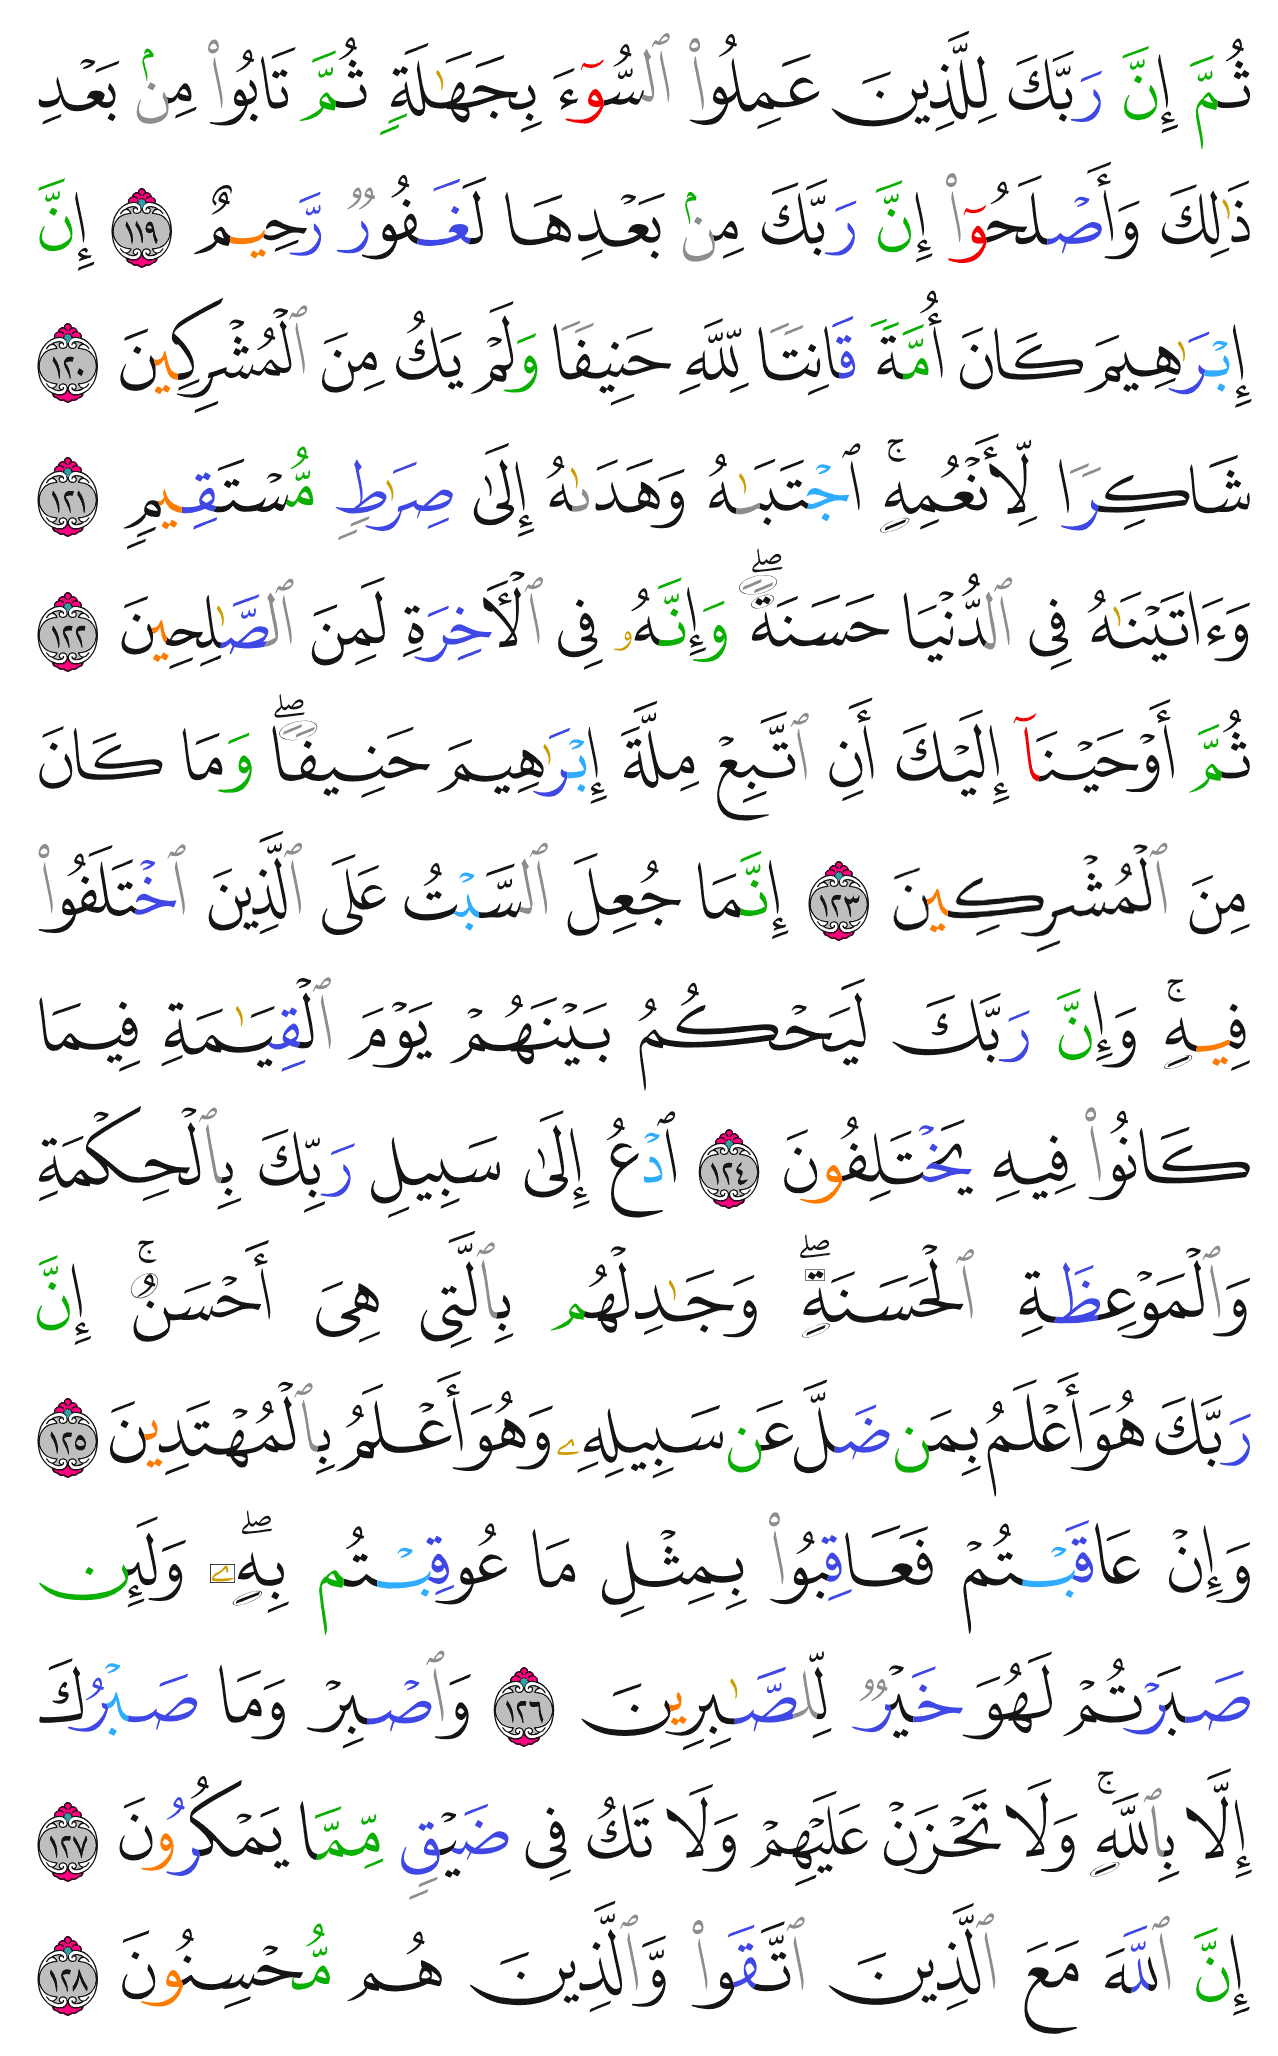 ثُمَّ إِنَّ رَبَّكَ لِلَّذِينَ عَمِلُوا۟ ٱلسُّوٓءَ بِجَهَـٰلَةٍ ثُمَّ تَابُوا۟ مِنۢ بَعْدِ
ذَٰلِكَ وَأَصْلَحُوٓا۟ إِنَّ رَبَّكَ مِنۢ بَعْدِهَا لَغَفُورٌ رَّحِيمٌ ١١٩ إِنَّ
إِبْرَٰهِيمَ كَانَ أُمَّةً قَانِتًا لِّلَّهِ حَنِيفًا وَلَمْ يَكُ مِنَ ٱلْمُشْرِكِينَ ١٢٠
شَاكِرًا لِّأَنْعُمِهِ ۚ ٱجْتَبَىٰهُ وَهَدَىٰهُ إِلَىٰ صِرَٰطٍ مُّسْتَقِيمٍ ١٢١
وَءَاتَيْنَـٰهُ فِى ٱلدُّنْيَا حَسَنَةً ۖ وَإِنَّهُۥ فِى ٱلْأَخِرَةِ لَمِنَ ٱلصَّـٰلِحِينَ ١٢٢
ثُمَّ أَوْحَيْنَآ إِلَيْكَ أَنِ ٱتَّبِعْ مِلَّةَ إِبْرَٰهِيمَ حَنِيفًا ۖ وَمَا كَانَ
مِنَ ٱلْمُشْرِكِينَ ١٢٣ إِنَّمَا جُعِلَ ٱلسَّبْتُ عَلَى ٱلَّذِينَ ٱخْتَلَفُوا۟
فِيهِ ۚ وَإِنَّ رَبَّكَ لَيَحْكُمُ بَيْنَهُمْ يَوْمَ ٱلْقِيَـٰمَةِ فِيمَا
كَانُوا۟ فِيهِ يَخْتَلِفُونَ ١٢٤ ٱدْعُ إِلَىٰ سَبِيلِ رَبِّكَ بِٱلْحِكْمَةِ
وَٱلْمَوْعِظَةِ ٱلْحَسَنَةِ ۖ وَجَـٰدِلْهُم بِٱلَّتِى هِىَ أَحْسَنُ ۚ إِنَّ
رَبَّكَ هُوَ أَعْلَمُ بِمَن ضَلَّ عَن سَبِيلِهِۦ وَهُوَ أَعْلَمُ بِٱلْمُهْتَدِينَ ١٢٥
وَإِنْ عَاقَبْتُمْ فَعَاقِبُوا۟ بِمِثْلِ مَا عُوقِبْتُم بِهِۦ ۖ وَلَئِن
صَبَرْتُمْ لَهُوَ خَيْرٌ لِّلصَّـٰبِرِينَ ١٢٦ وَٱصْبِرْ وَمَا صَبْرُكَ
إِلَّا بِٱللَّهِ ۚ وَلَا تَحْزَنْ عَلَيْهِمْ وَلَا تَكُ فِى ضَيْقٍ مِّمَّا يَمْكُرُونَ ١٢٧
إِنَّ ٱللَّهَ مَعَ ٱلَّذِينَ ٱتَّقَوا۟ وَّٱلَّذِينَ هُم مُّحْسِنُونَ ١٢٨